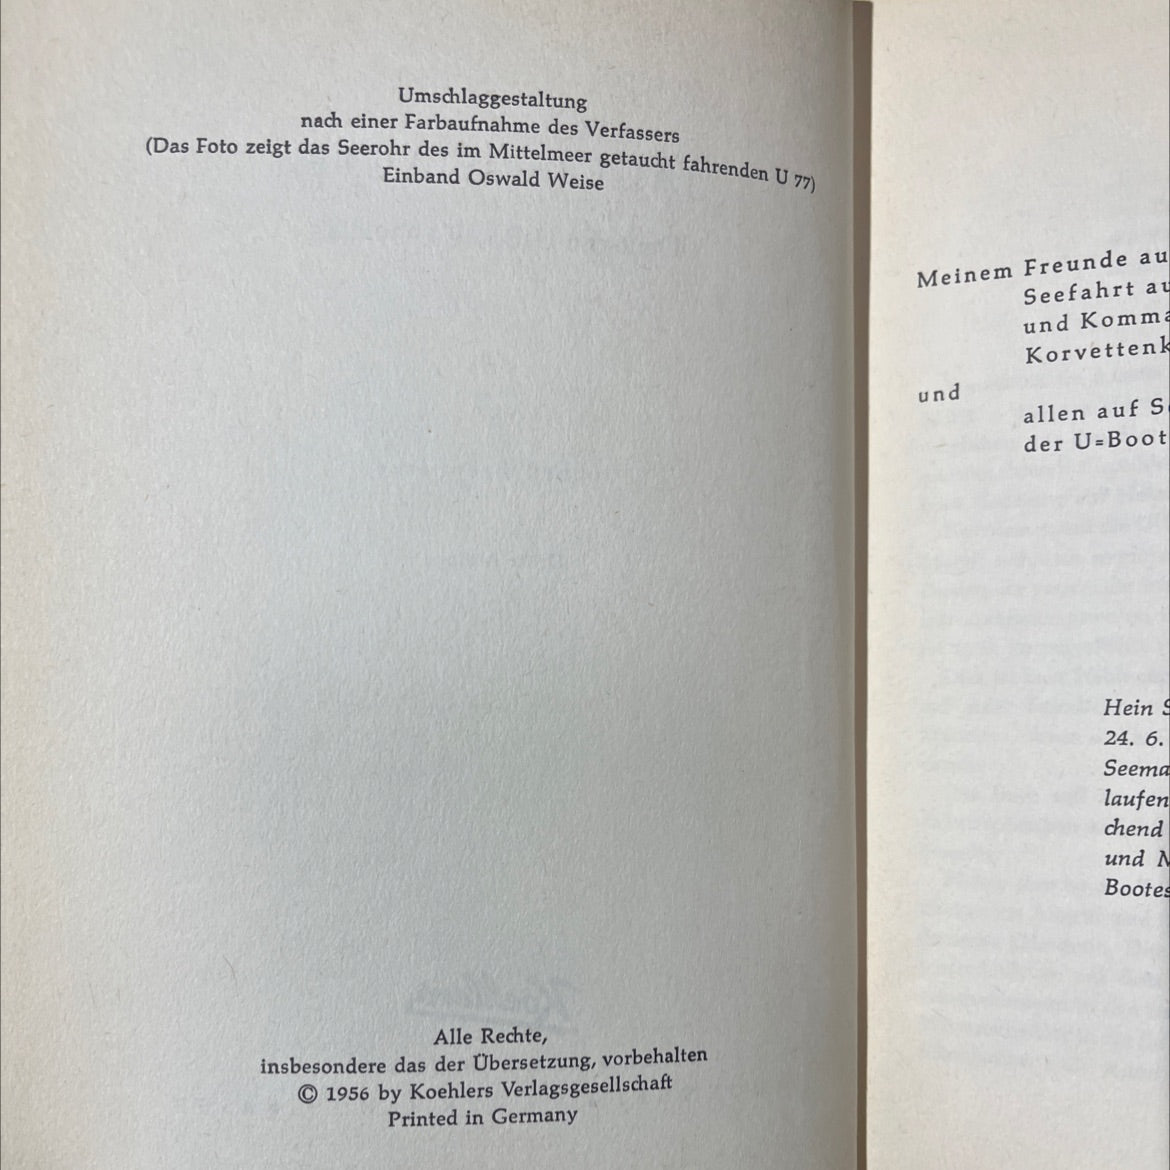 Umschlaggestaltung
nach einer Farbaufnahme des Verfassers
(Das Foto zeigt das Seerohr des im Mittelmeer getaucht fahrenden U 77)
Einband Oswald Weise
Alle Rechte,
insbesondere das der Übersetzung, vorbehalten
© 1956 by Koehlers Verlagsgesellschaft
Printed in Germany
Meinem Freunde au
Seefahrt au
und Komma
Korvettenk
und
allen auf S
der U=Boot
Hein S
24. 6.
Seema
laufen
chend
und
Bootes